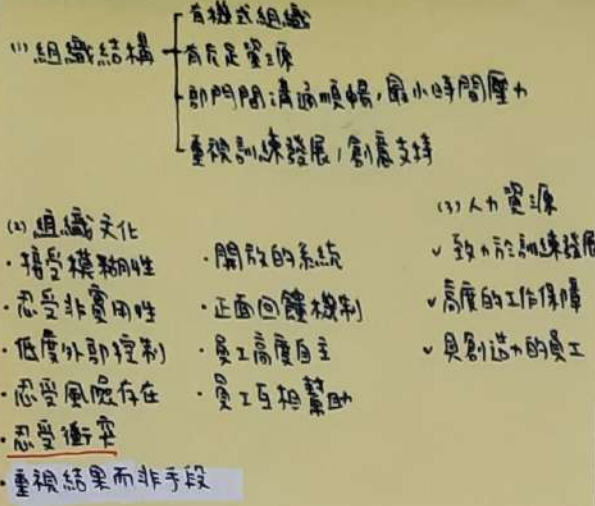 (1) 組織結構
有機式組織
有充足資源
部門間溝通順暢,最小時間壓力
重視訓練發展,創意支持
(2) 組織文化
・接受模糊性
・忍受非實用性
・低度外部控制
・忍受風險存在
・忍受衝突
・重視結果而非手段
・開放的系統
・正面回饋機制
・員工高度自主
・員工互相幫助
(3) 人力資源
✓ 致力於訓練發展
✓ 高度的工作保障
✓ 具創造力的員工